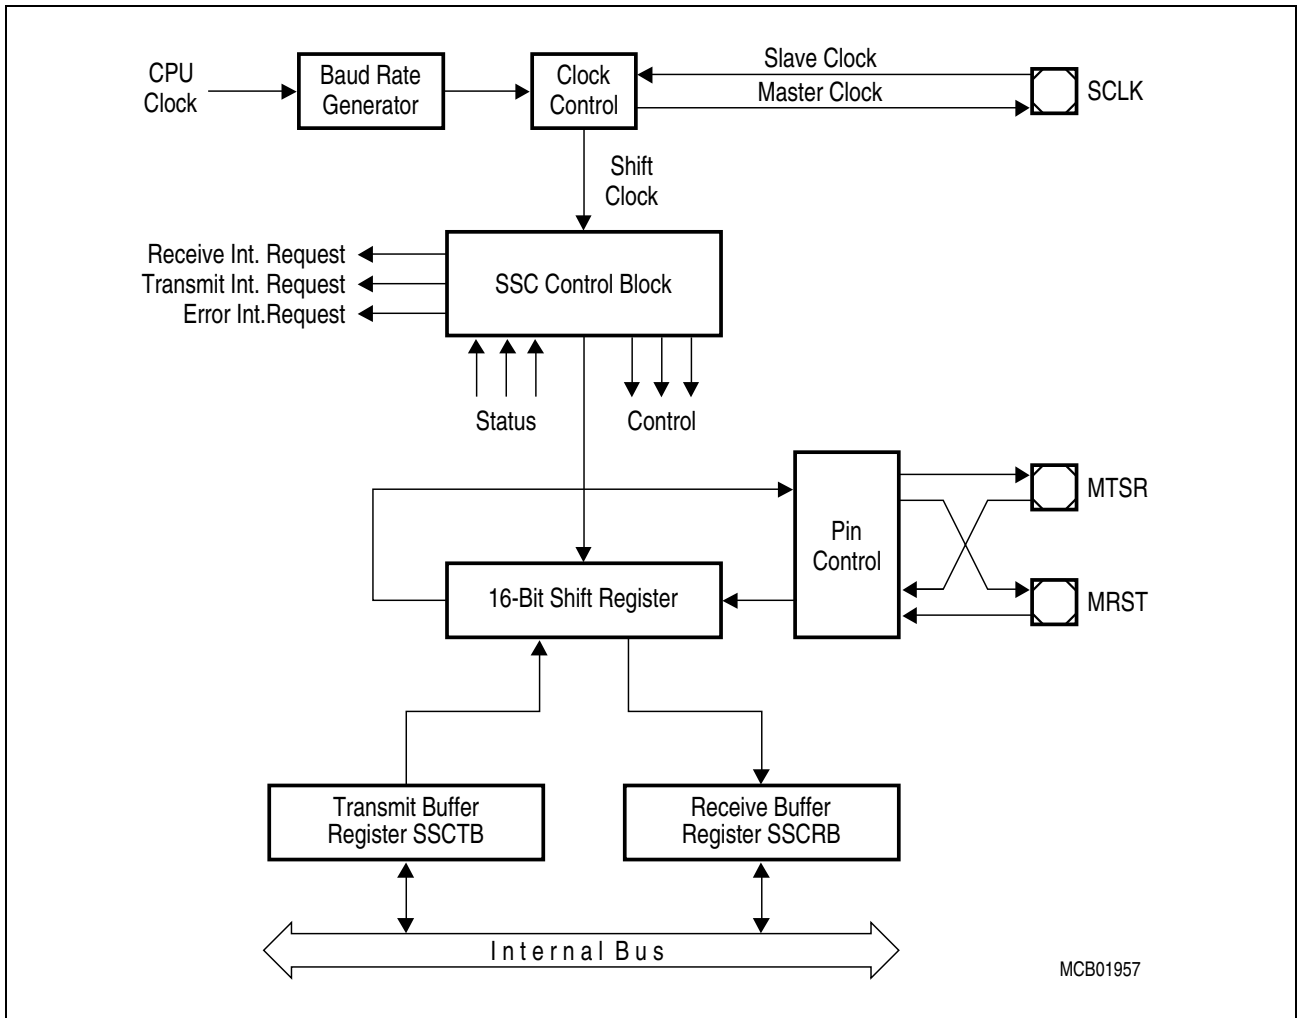 CPU
Clock
Baud Rate
Generator
Clock
Control
Slave Clock
Master Clock
SCLK
Shift
Clock
Receive Int. Request
Transmit Int. Request
Error Int.Request
SSC Control Block
Status
Control
MTSR
Pin
Control
16-Bit Shift Register
MRST
Transmit Buffer
Register SSCTB
Receive Buffer
Register SSCRB
Internal Bus
MCB01957